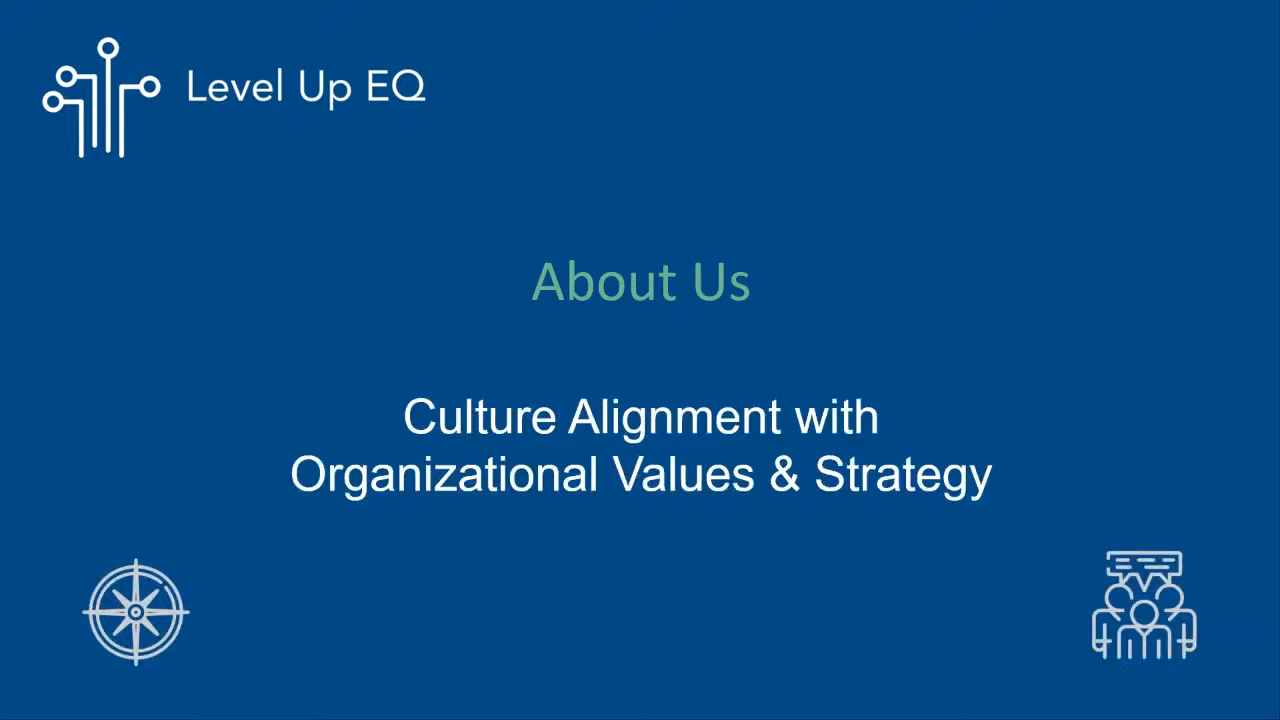 Level Up EQ
About Us
Culture Alignment with
Organizational Values & Strategy